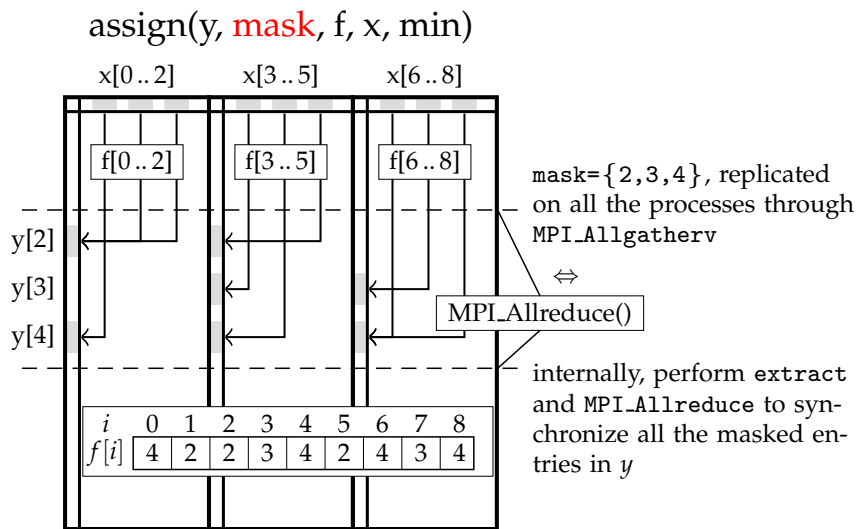 assign(y, mask, f, x, min)
x[0 .. 2] x[3 .. 5] x[6 .. 8]
f[0 .. 2] f[3 .. 5] f[6 .. 8]
mask={2,3,4}, replicated
on all the processes through
MPI_Allgatherv
y[2]
y[3]
⇔
MPI_Allreduce()
y[4]
internally, perform extract
and MPI_Allreduce to syn-
chronize all the masked en-
tries in y
i 0 1 2 3 4 5 6 7 8
f[i] 4 2 2 3 4 2 4 3 4